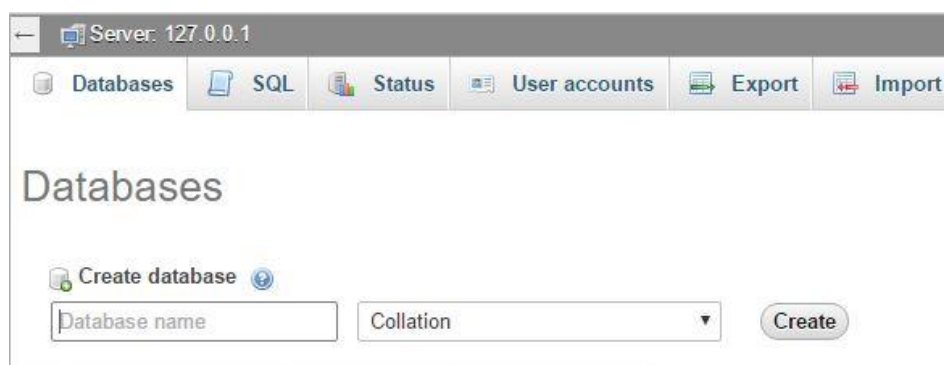 ← Server: 127.0.0.1
Databases SQL Status User accounts Export Import
Databases
Create database
Database name Collation Create